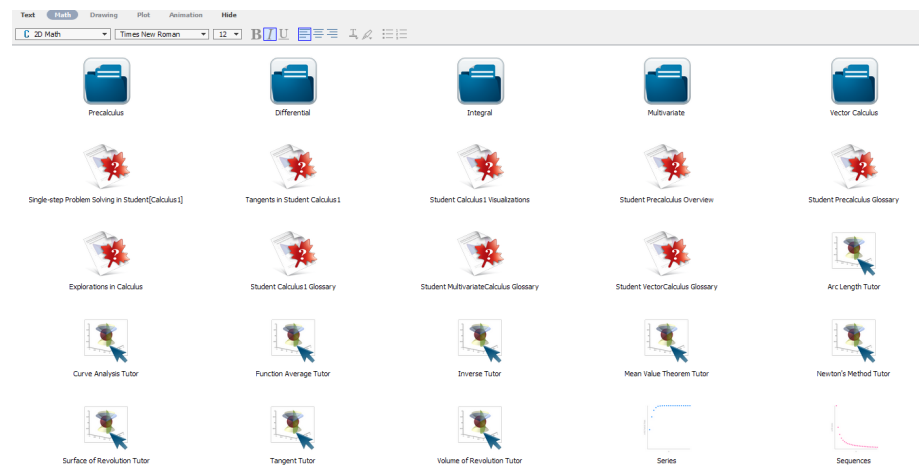 Text Math Drawing Plot Animation Hide
C 2D Math Times New Roman 12 B I U
Precalculus Differential Integral Multivariate Vector Calculus
Single-step Problem Solving in Student[Calculus1] Tangents in Student Calculus1 Student Calculus1 Visualizations Student Precalculus Overview Student Precalculus Glossary
Explorations in Calculus Student Calculus1 Glossary Student MultivariateCalculus Glossary Student VectorCalculus Glossary Arc Length Tutor
Curve Analysis Tutor Function Average Tutor Inverse Tutor Mean Value Theorem Tutor Newton's Method Tutor
Surface of Revolution Tutor Tangent Tutor Volume of Revolution Tutor Series Sequences